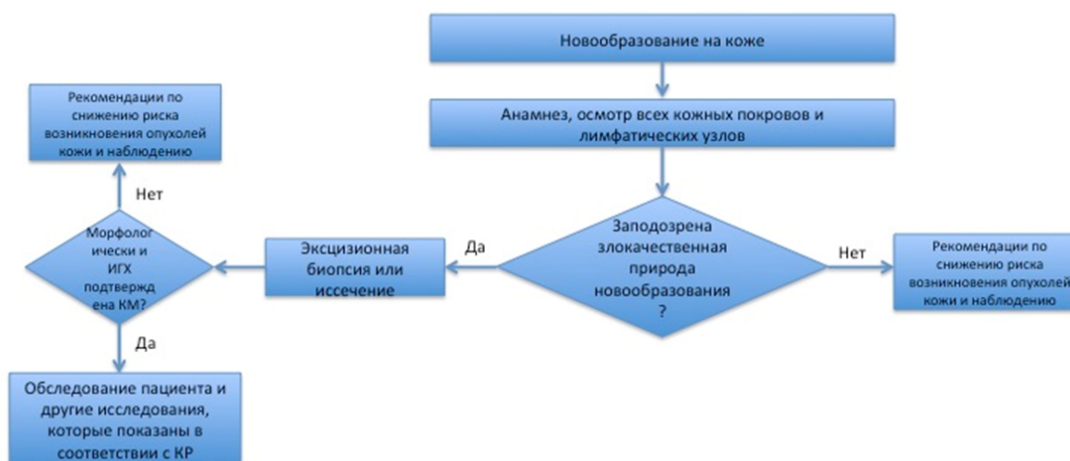 Новообразование на коже
Анамнез, осмотр всех кожных покровов и
лимфатических узлов
Заподозрена
злокачественная
природа
новообразования
?
Нет
Рекомендации по
снижению риска
возникновения опухолей
кожи и наблюдению
Да
Эксцизионная
биопсия или
иссечение
Морфолог
ически и
ИГХ
подтвержд
ена КМ?
Нет
Рекомендации по
снижению риска
возникновения опухолей
кожи и наблюдению
Да
Обследование пациента и
другие исследования,
которые показаны в
соответствии с КР